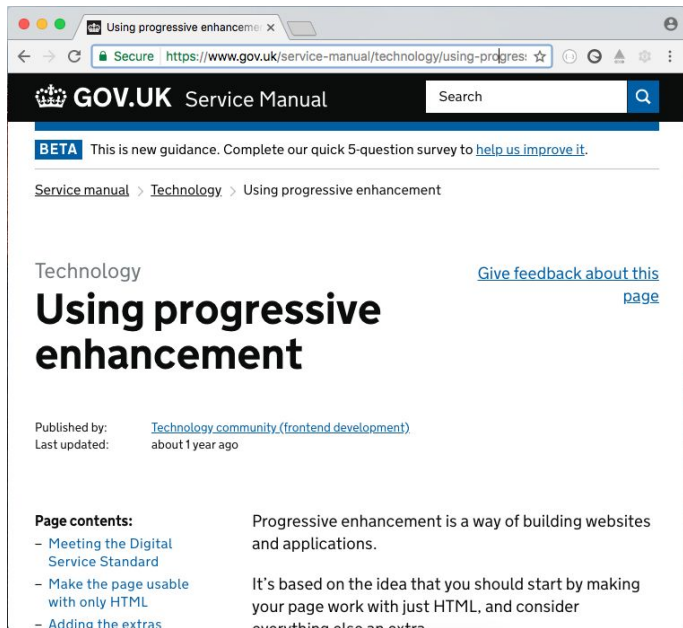 Using progressive enhancemen
Secure https://www.gov.uk/service-manual/technology/using-progres
GOV.UK Service Manual
Search
BETA This is new guidance. Complete our quick 5-question survey to help us improve it.
Service manual > Technology > Using progressive enhancement
Technology
Give feedback about this
page
Using progressive
enhancement
Published by: Technology community (frontend development)
Last updated: about 1 year ago
Page contents:
– Meeting the Digital
Service Standard
– Make the page usable
with only HTML
– Adding the extras
Progressive enhancement is a way of building websites
and applications.
It’s based on the idea that you should start by making
your page work with just HTML, and consider
everything else an extra